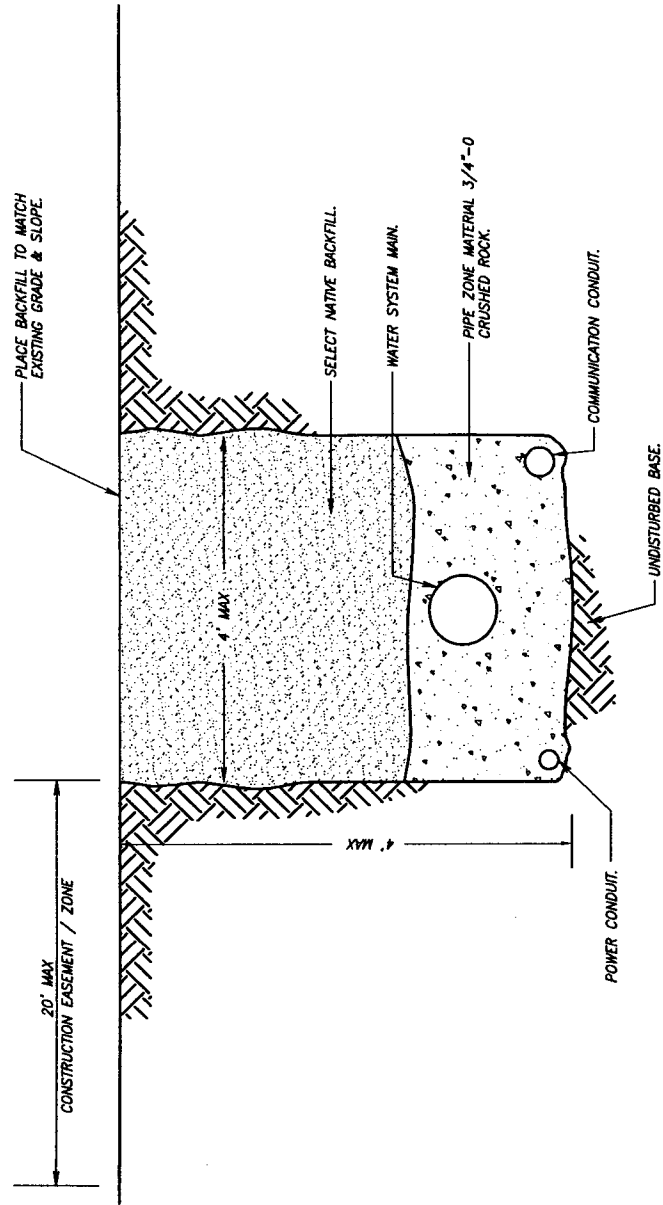 PLACE BACKFILL TO MATCH
EXISTING GRADE & SLOPE.
20' MAX
CONSTRUCTION EASEMENT / ZONE
4' MAX
SELECT NATIVE BACKFILL.
WATER SYSTEM MAIN.
4' MAX
PIPE ZONE MATERIAL 3/4"-0
CRUSHED ROCK.
COMMUNICATION CONDUIT.
POWER CONDUIT.
UNDISTURBED BASE.